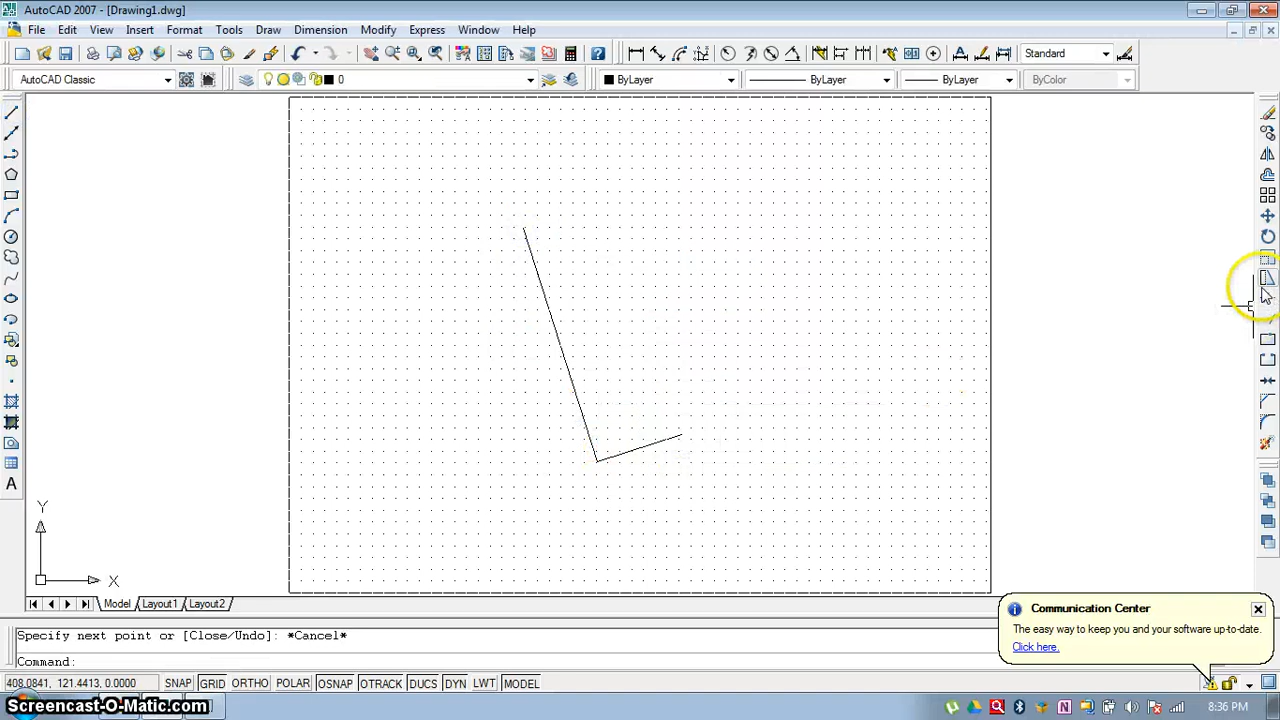 AutoCAD 2007 - [Drawing1.dwg]
File Edit View Insert Format Tools Draw Dimension Modify Express Window Help
Standard
AutoCAD Classic
0
ByLayer
ByLayer
ByLayer
ByColor
A
Y
X
Model Layout1 Layout2
Communication Center
The easy way to keep you and your software up-to-date.
Click here.
Specify next point or [Close/Undo]: *Cancel*
Command:
408.0841, 121.4413, 0.0000 SNAP GRID ORTHO POLAR OSNAP OTRACK DUCS DYN LWT MODEL
Screencast-O-Matic.com
8:36 PM